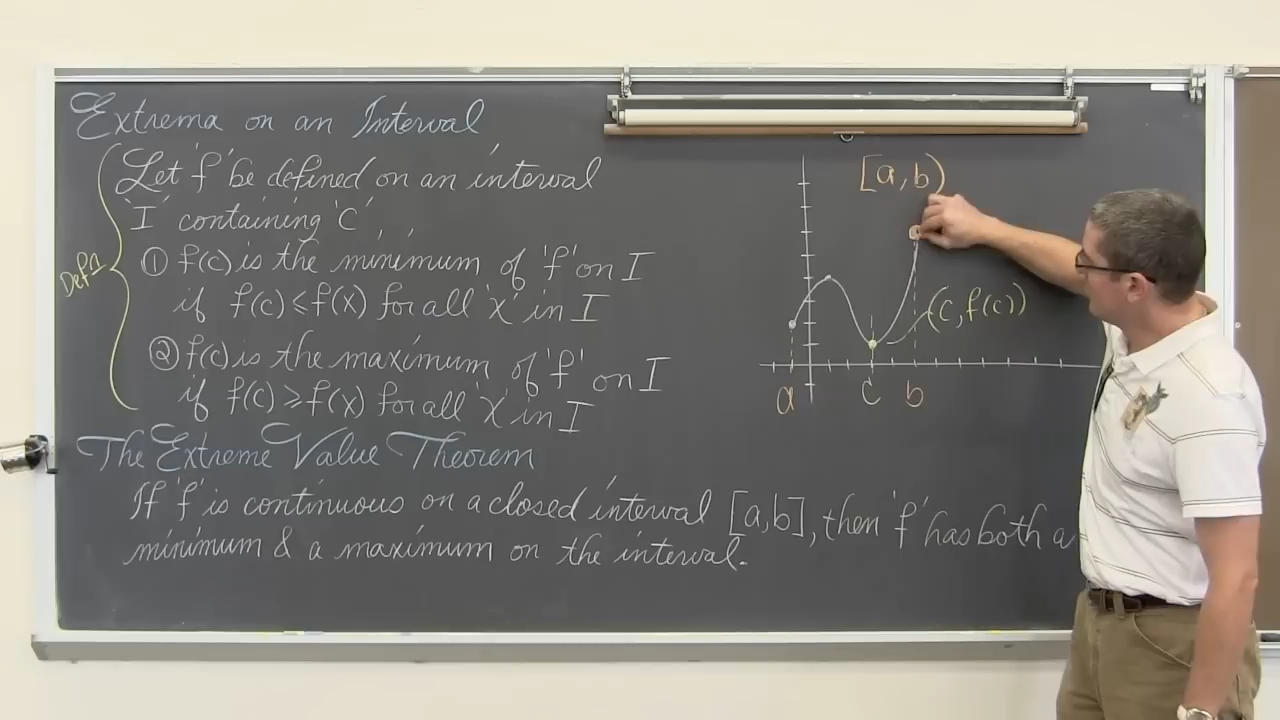 Extrema on an Interval
Defn
Let 'f' be defined on an interval
'I' containing 'C'
① f(c) is the minimum of 'f' on I
if f(c) ≤ f(x) for all 'x' in I
② f(c) is the maximum of 'f' on I
if f(c) ≥ f(x) for all 'x' in I
The Extreme Value Theorem
If 'f' is continuous on a closed interval [a,b], then 'f' has both a
minimum & a maximum on the interval.
[a,b)
(c,f(c))
a c b